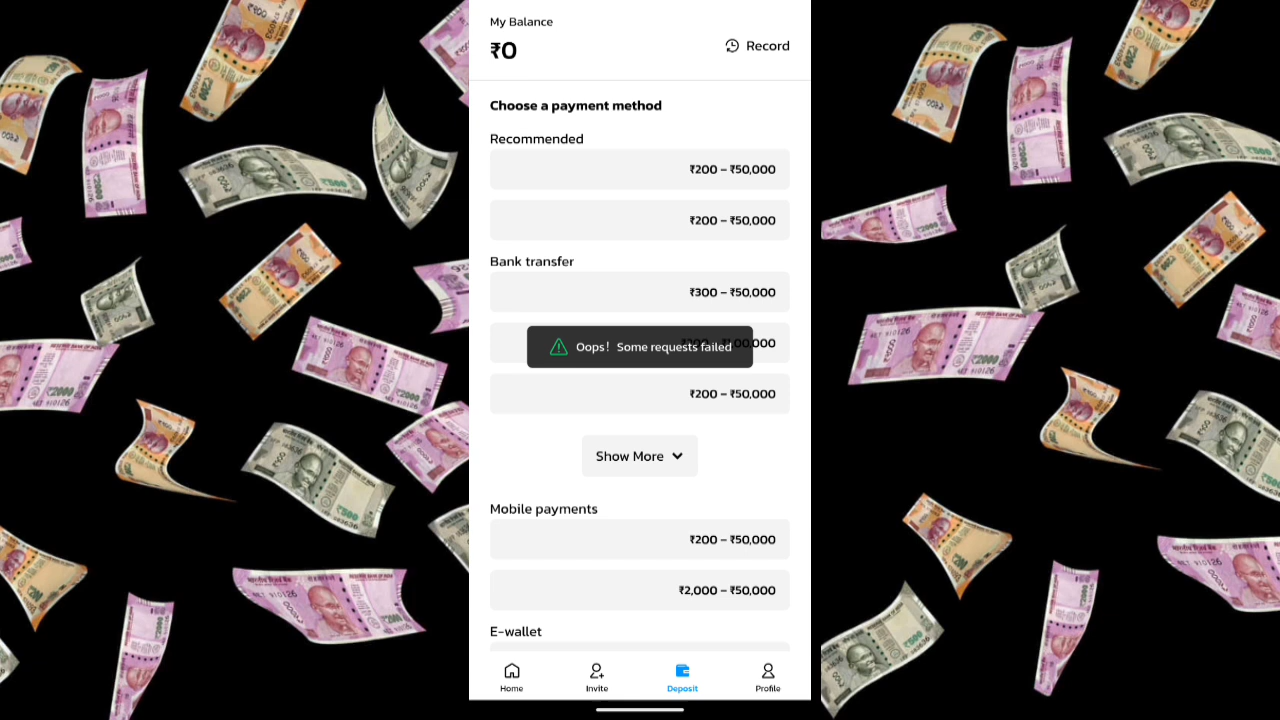 My Balance
₹0
Record
Choose a payment method
Recommended
₹200 – ₹50,000
₹200 – ₹50,000
Bank transfer
₹300 – ₹50,000
Oops! Some requests failed
₹200 – ₹50,000
Show More
Mobile payments
₹200 – ₹50,000
₹2,000 – ₹50,000
E-wallet
Home
Invite
Deposit
Profile